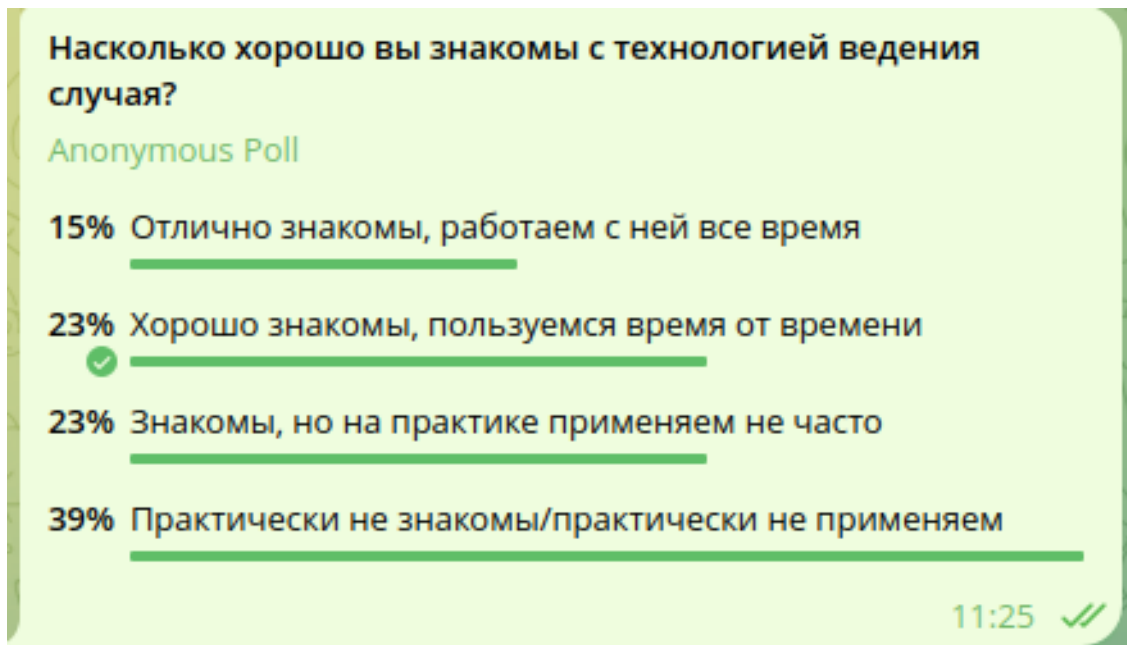 Насколько хорошо вы знакомы с технологией ведения
случая?
Anonymous Poll
15% Отлично знакомы, работаем с ней все время
23% Хорошо знакомы, пользуемся время от времени
23% Знакомы, но на практике применяем не часто
39% Практически не знакомы/практически не применяем
11:25